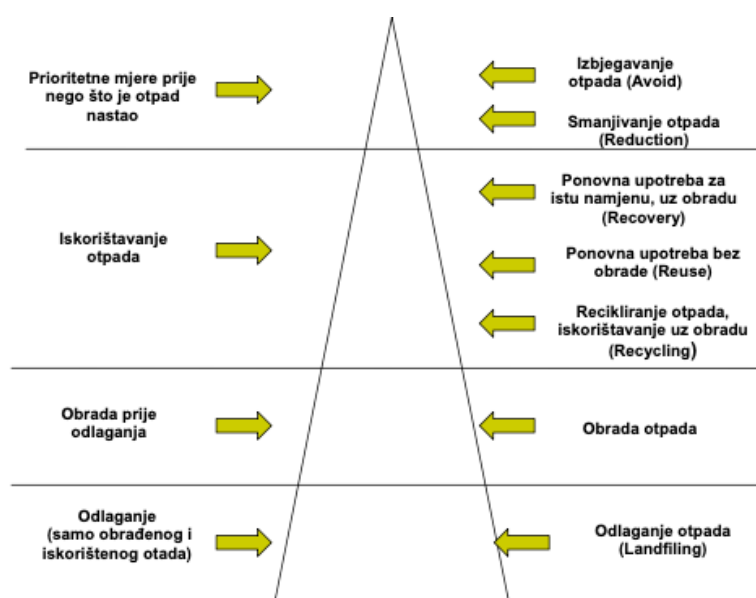 Prioritetne mjere prije
nego što je otpad
nastao
Izbjegavanje
otpada (Avoid)
Smanjivanje otpada
(Reduction)
Iskorištavanje
otpada
Ponovna upotreba za
istu namjenu, uz obradu
(Recovery)
Ponovna upotreba bez
obrade (Reuse)
Recikliranje otpada,
iskorištavanje uz obradu
(Recycling)
Obrada prije
odlaganja
Obrada otpada
Odlaganje
(samo obrađenog i
iskorištenog otada)
Odlaganje otpada
(Landfiling)